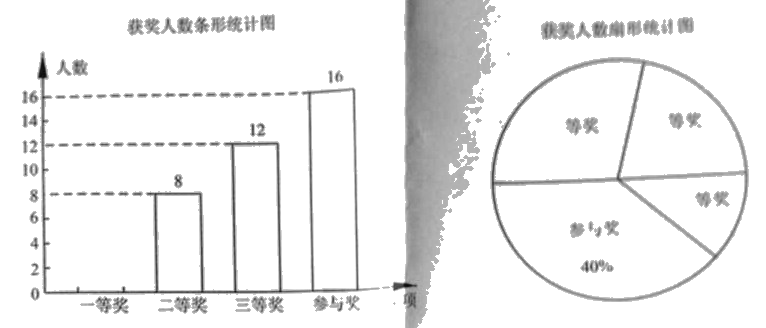 获奖人数条形统计图
人数
16
14
12
10
8
6
4
2
0
8
12
16
一等奖
二等奖
三等奖
参与奖
项
获奖人数扇形统计图
等奖
等奖
等奖
参与奖
40%